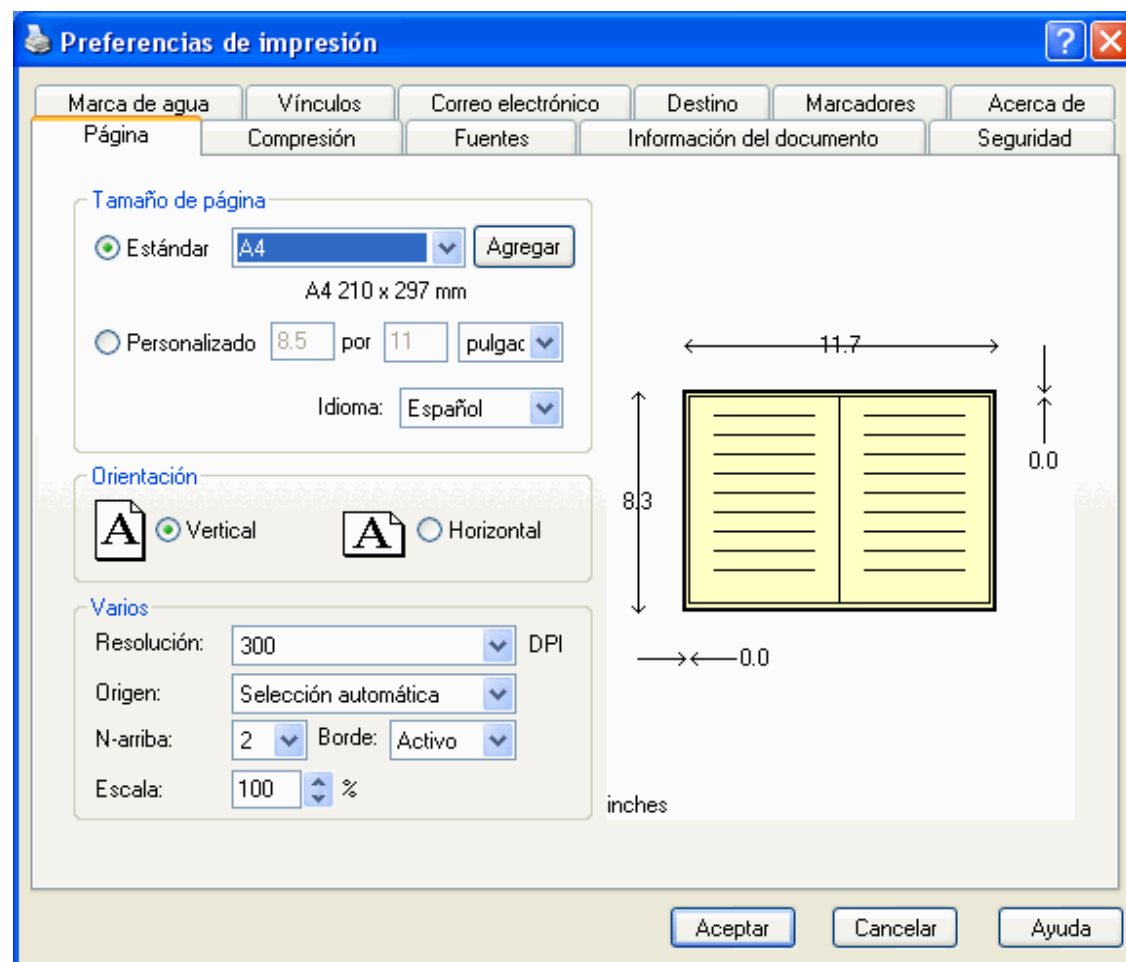 Preferencias de impresión
Marca de agua Vínculos Correo electrónico Destino Marcadores Acerca de
Página Compresión Fuentes Información del documento Seguridad
Tamaño de página
Estándar A4 Agregar
A4 210 x 297 mm
Personalizado 8.5 por 11 pulgac
Idioma: Español
Orientación
A Vertical A Horizontal
Varios
Resolución: 300 DPI
Origen: Selección automática
N-arriba: 2 Borde: Activo
Escala: 100 %
11.7
0.0
8.3
0.0
inches
Aceptar Cancelar Ayuda